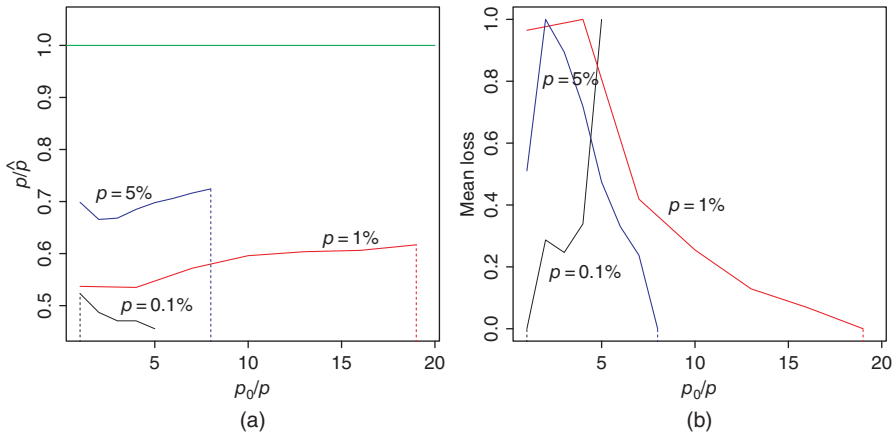 1.0
0.9
0.8
0.7
0.6
0.5
p/p̂
p = 5%
p = 1%
p = 0.1%
5
10
15
20
p₀/p
(a)
1.0
0.8
0.6
0.4
0.2
0.0
Mean loss
p = 5%
p = 1%
p = 0.1%
5
10
15
20
p₀/p
(b)